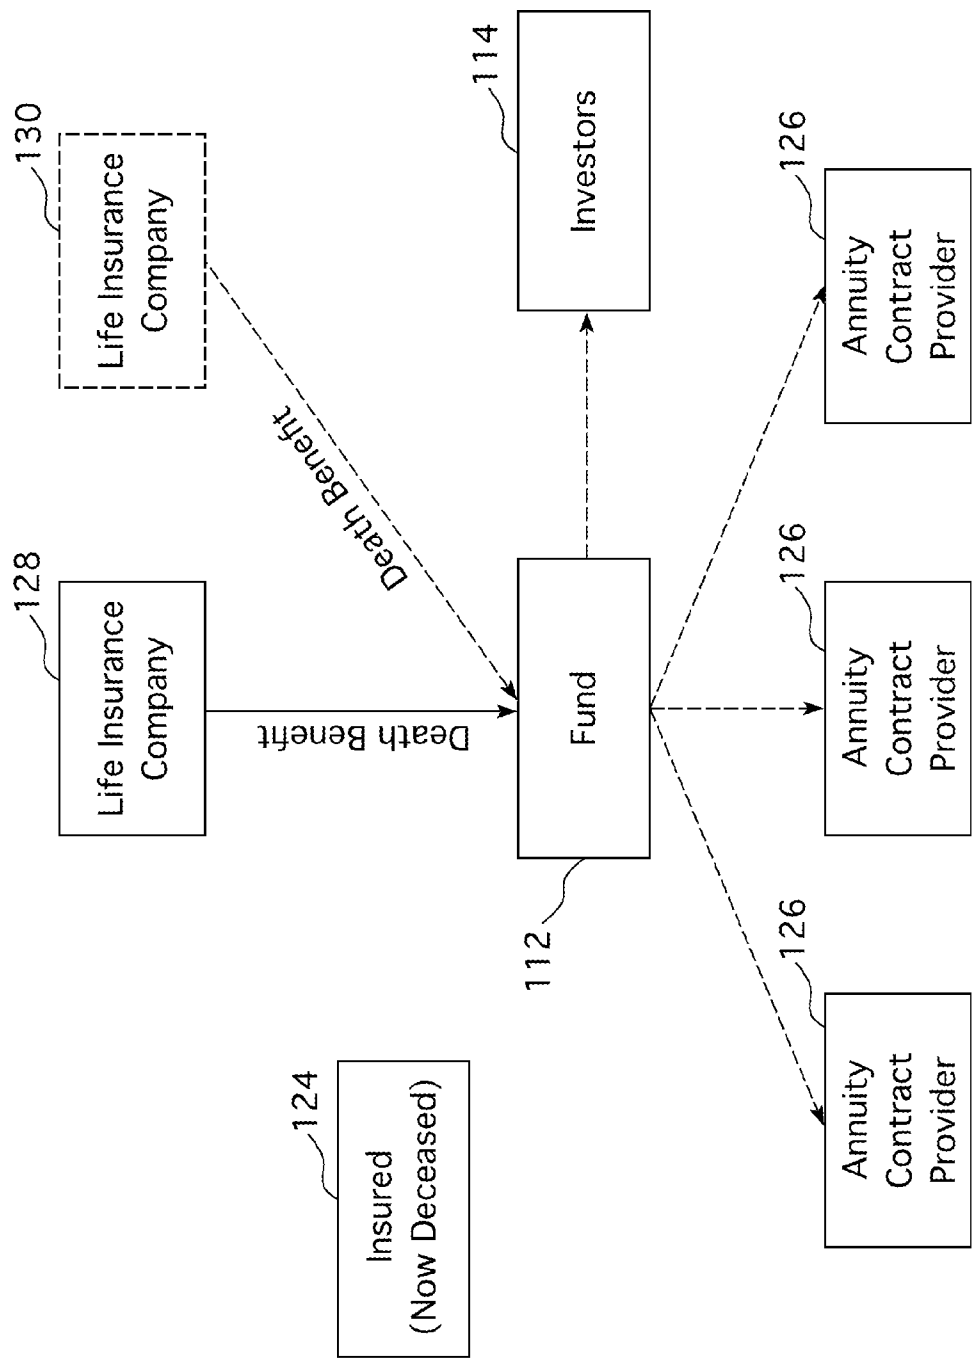 130
Life Insurance
Company
128
Life Insurance
Company
Death Benefit
Death Benefit
124
Insured
(Now Deceased)
112
Fund
114
Investors
126
Annuity
Contract
Provider
126
Annuity
Contract
Provider
126
Annuity
Contract
Provider